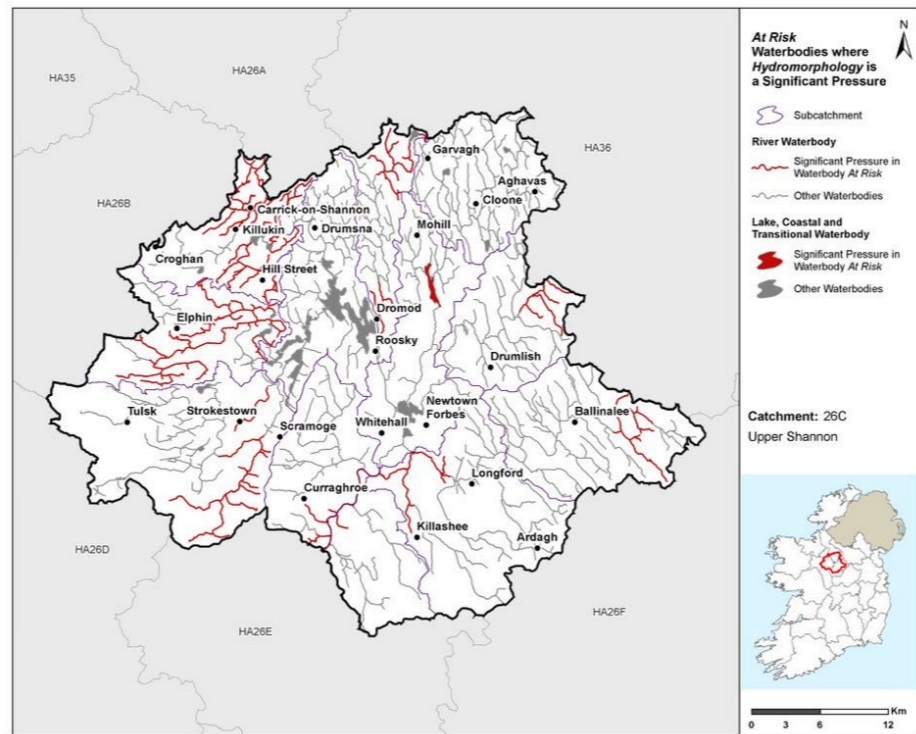 HA35
HA26A
HA36
HA26B
HA26D
HA26E
HA26F
Garvagh
Aghavas
Cloone
Carrick-on-Shannon
Killukin
Drumsna
Mohill
Croghan
Hill Street
Dromod
Elphin
Roosky
Drumlish
Tulsk
Strokestown
Scramoge
Whitehall
Newtown
Forbes
Ballinalee
Curraghroe
Longford
Killashee
Ardagh
N
At Risk
Waterbodies where
Hydromorphology is
a Significant Pressure
Subcatchment
River Waterbody
Significant Pressure in
Waterbody At Risk
Other Waterbodies
Lake, Coastal and
Transitional Waterbody
Significant Pressure in
Waterbody At Risk
Other Waterbodies
Catchment: 26C
Upper Shannon
Km
0 3 6 12